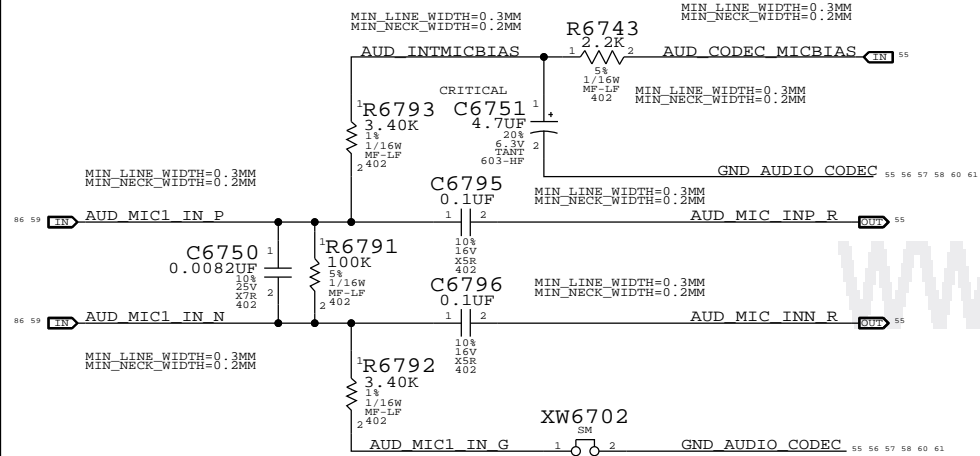 MIN_LINE_WIDTH=0.3MM
MIN_NECK_WIDTH=0.2MM
MIN_LINE_WIDTH=0.3MM
MIN_NECK_WIDTH=0.2MM
R6743
2.2K
1 2
5%
1/16W
MF-LF
402
AUD_INTMICBIAS
AUD_CODEC_MICBIAS
IN 55
MIN_LINE_WIDTH=0.3MM
MIN_NECK_WIDTH=0.2MM
CRITICAL
C6751
4.7UF
20%
6.3V
TANT
603-HF
1
+
2
1
R6793
3.40K
1%
1/16W
MF-LF
402
2
GND_AUDIO_CODEC 55 56 57 58 60 61
MIN_LINE_WIDTH=0.3MM
MIN_NECK_WIDTH=0.2MM
C6795
0.1UF
1 2
10%
16V
X5R
402
MIN_LINE_WIDTH=0.3MM
MIN_NECK_WIDTH=0.2MM
86 59 IN AUD_MIC1_IN_P
AUD_MIC_INP_R OUT 55
C6750
0.0082UF
10%
25V
X7R
402
1
2
1
R6791
100K
5%
1/16W
MF-LF
402
2
C6796
0.1UF
1 2
10%
16V
X5R
402
MIN_LINE_WIDTH=0.3MM
MIN_NECK_WIDTH=0.2MM
86 59 IN AUD_MIC1_IN_N
AUD_MIC_INN_R OUT 55
MIN_LINE_WIDTH=0.3MM
MIN_NECK_WIDTH=0.2MM
1
R6792
3.40K
1%
1/16W
MF-LF
402
2
XW6702
SM
AUD_MIC1_IN_G 1 2 GND_AUDIO_CODEC 55 56 57 58 60 61
ww